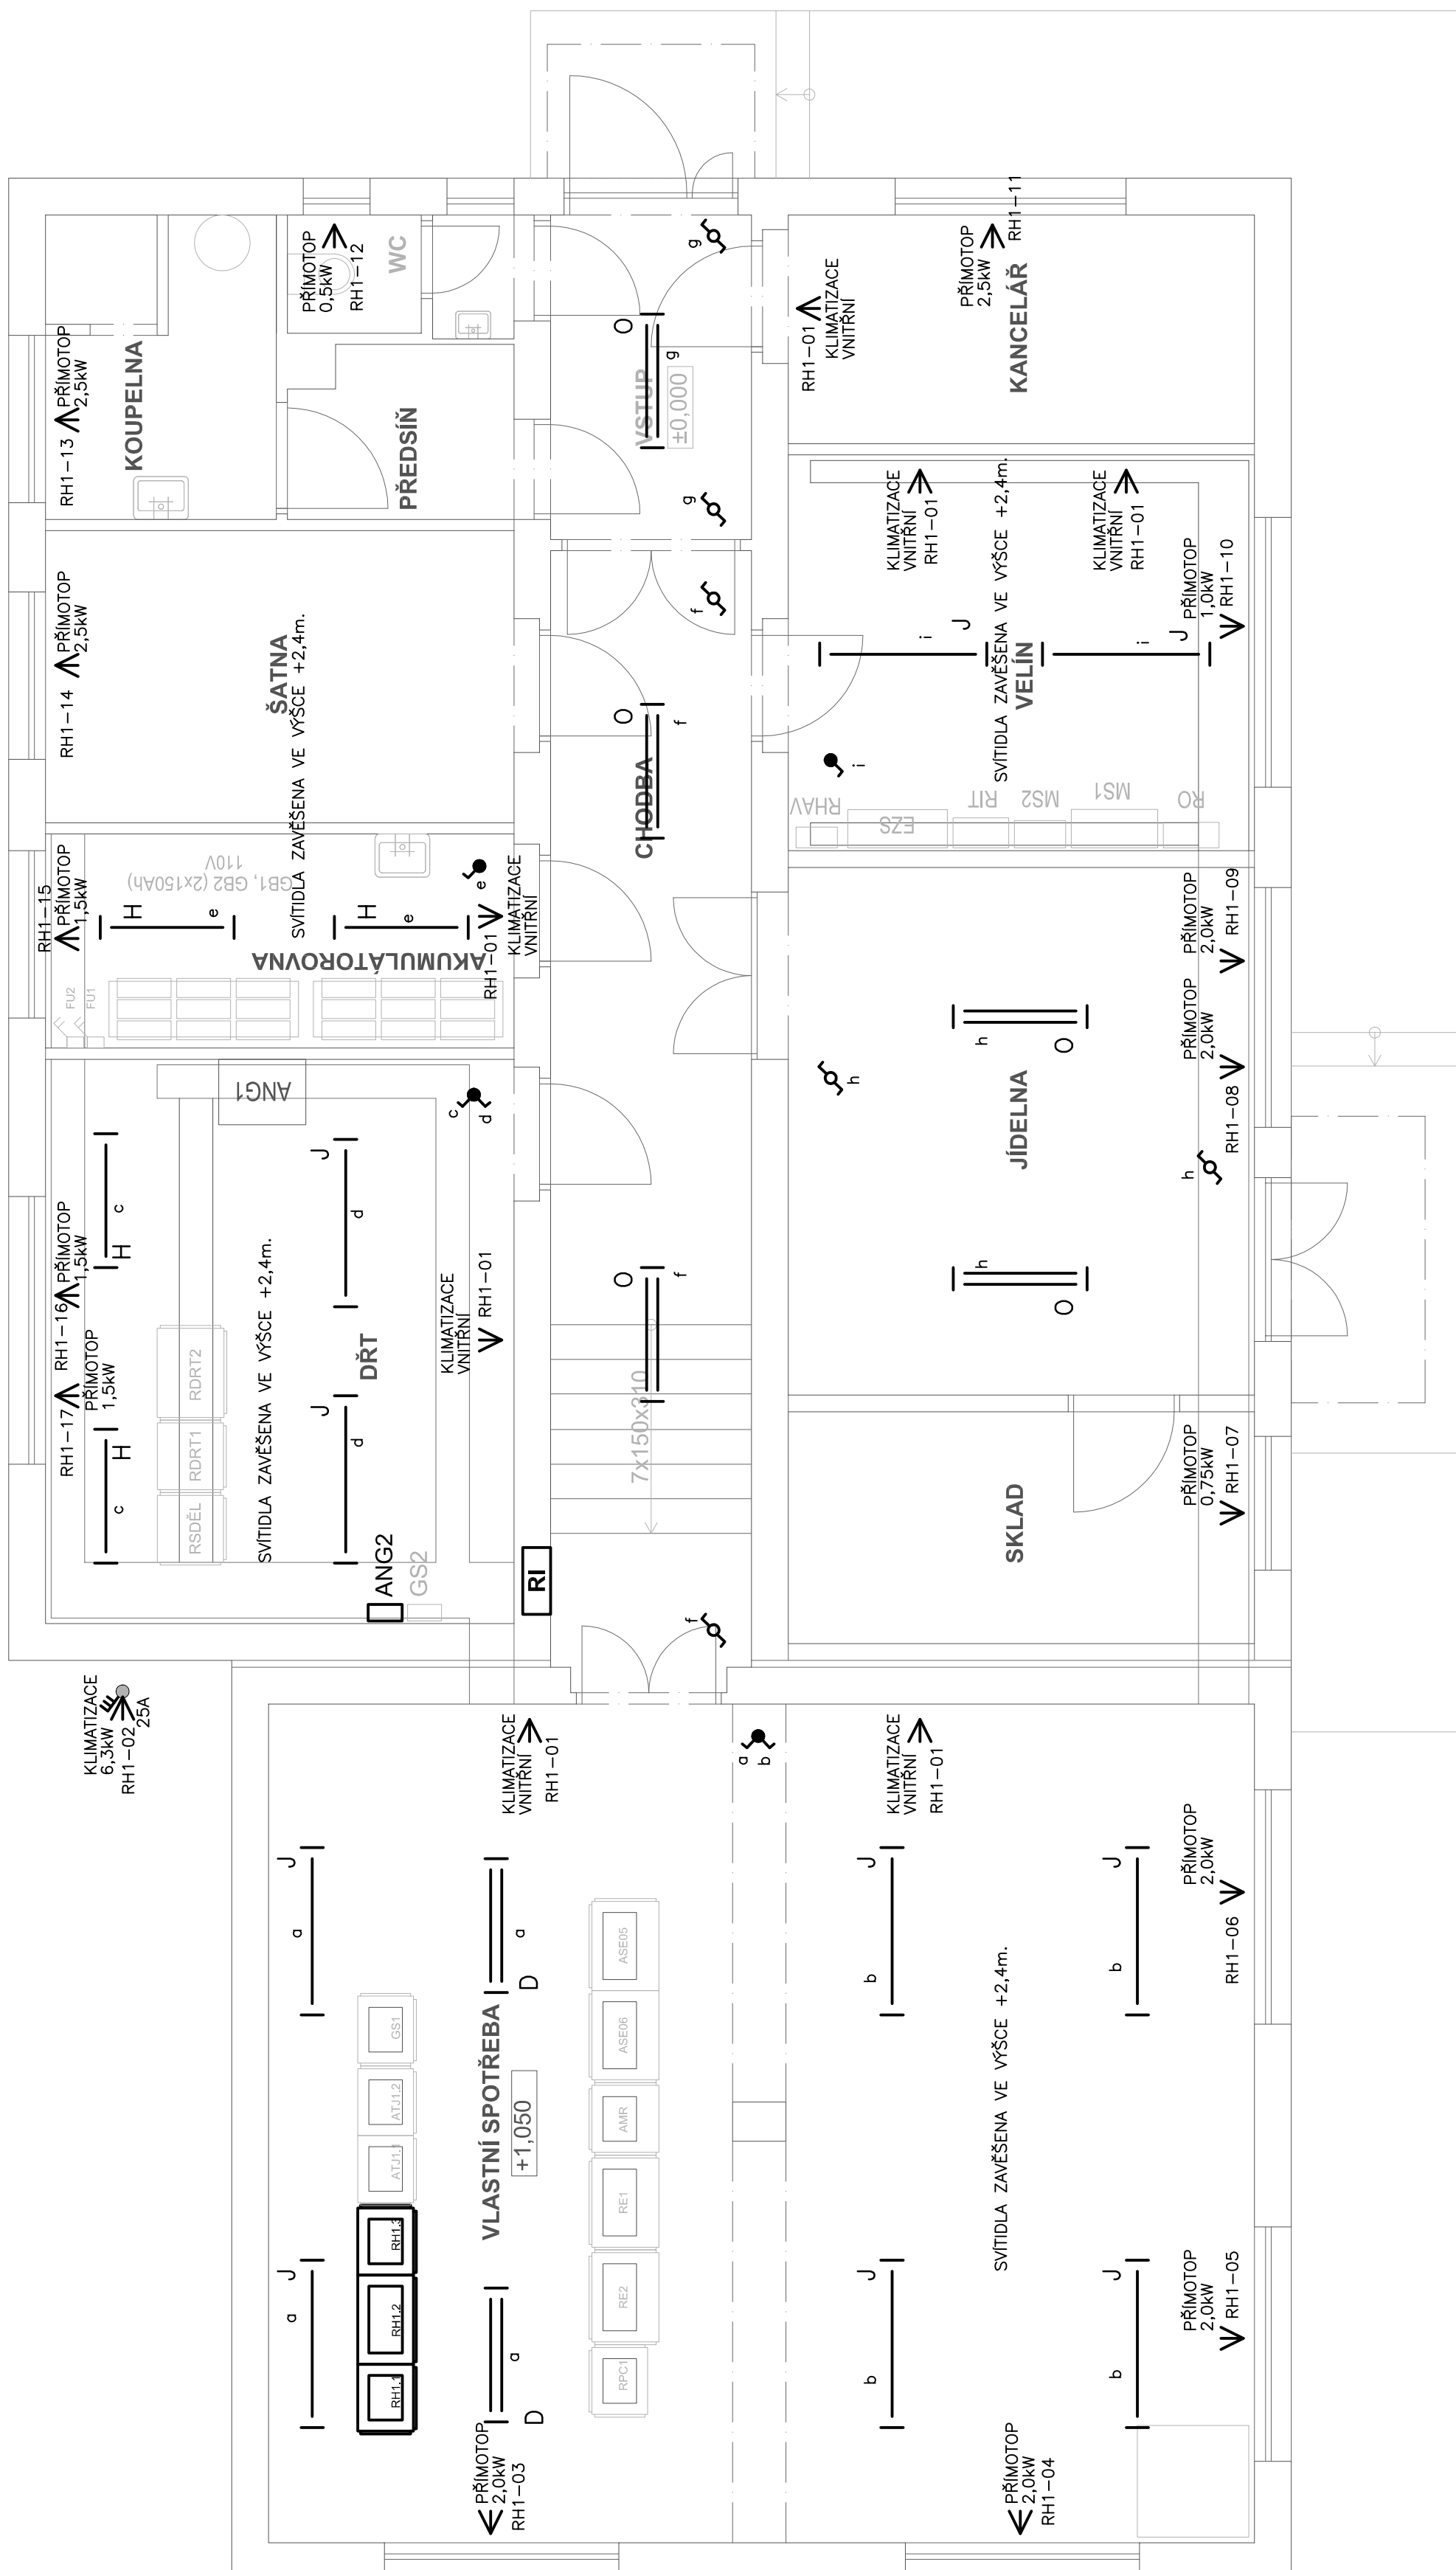 PŘÍMOTOP
0,5kW
RH1-12
WC
g
PŘÍMOTOP
2,5kW
RH1-11
KANCELÁŘ
RH1-01
KLIMATIZACE
VNITŘNÍ
RH1-13
PŘÍMOTOP
2,5kW
KOUPELNA
PŘEDSÍŇ
O
g
VSTUP
±0,000
g
KLIMATIZACE
VNITŘNÍ
RH1-01
KLIMATIZACE
VNITŘNÍ
RH1-01
PŘÍMOTOP
1,0kW
RH1-10
RH1-14
PŘÍMOTOP
2,5kW
ŠATNA
SVÍTIDLA ZAVĚŠENA VE VÝŠCE +2,4m.
f
O
f
CHODBA
i
J
i
J
SVÍTIDLA ZAVĚŠENA VE VÝŠCE +2,4m.
VELÍN
i
RHAV
EZS
RIT
MS2
MS1
RO
RH1-15
PŘÍMOTOP
1,5kW
GB1, GB2 (2x150Ah)
110V
H
e
H
e
e
KLIMATIZACE
VNITŘNÍ
RH1-01
AKUMULÁTOROVNA
FU2
FU1
PŘÍMOTOP
2,0kW
RH1-09
PŘÍMOTOP
2,0kW
RH1-08
h
O
h
JÍDELNA
h
h
O
ANG1
c
d
c
H
J
d
RH1-16
PŘÍMOTOP
1,5kW
RH1-17
PŘÍMOTOP
1,5kW
H
c
J
d
DŘT
SVÍTIDLA ZAVĚŠENA VE VÝŠCE +2,4m.
KLIMATIZACE
VNITŘNÍ
RH1-01
RDRT2
RDRT1
RSDĚL
O
f
7x150x310
ANG2
GS2
RI
f
SKLAD
PŘÍMOTOP
0,75kW
RH1-07
KLIMATIZACE
6,3kW
RH1-02
25A
KLIMATIZACE
VNITŘNÍ
RH1-01
a
b
KLIMATIZACE
VNITŘNÍ
RH1-01
J
a
a
D
J
b
J
b
PŘÍMOTOP
2,0kW
RH1-06
GS1
ATJ1.2
ATJ1.1
RH1.3
RH1.2
RH1.1
VLASTNÍ SPOTŘEBA
+1,050
ASE05
ASE06
AMR
RE1
RE2
RPC1
SVÍTIDLA ZAVĚŠENA VE VÝŠCE +2,4m.
J
a
a
D
J
b
J
b
PŘÍMOTOP
2,0kW
RH1-05
PŘÍMOTOP
2,0kW
RH1-03
PŘÍMOTOP
2,0kW
RH1-04